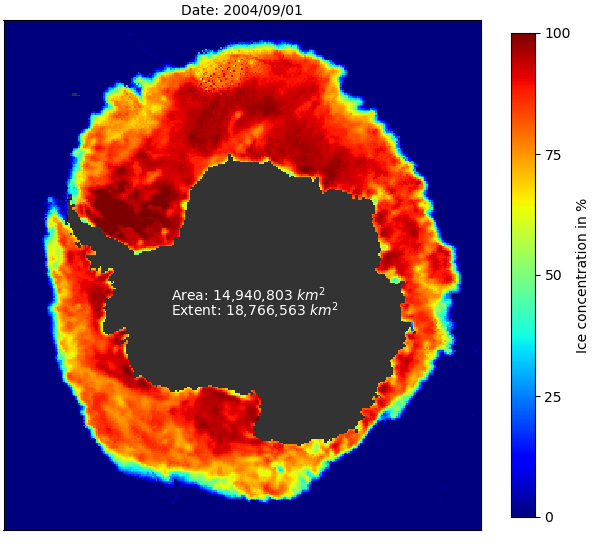 Date: 2004/09/01
100
75
50
25
0
Ice concentration in %
Area: 14,940,803 km²
Extent: 18,766,563 km²